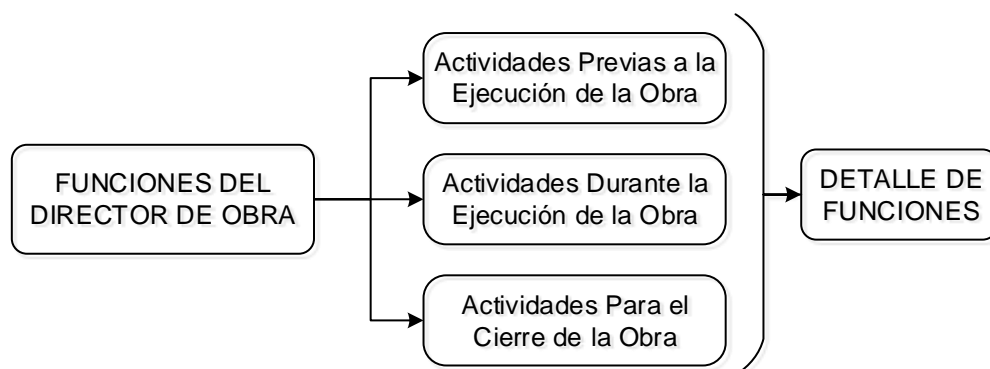 Actividades Previas a la
Ejecución de la Obra
FUNCIONES DEL
DIRECTOR DE OBRA
Actividades Durante la
Ejecución de la Obra
DETALLE DE
FUNCIONES
Actividades Para el
Cierre de la Obra